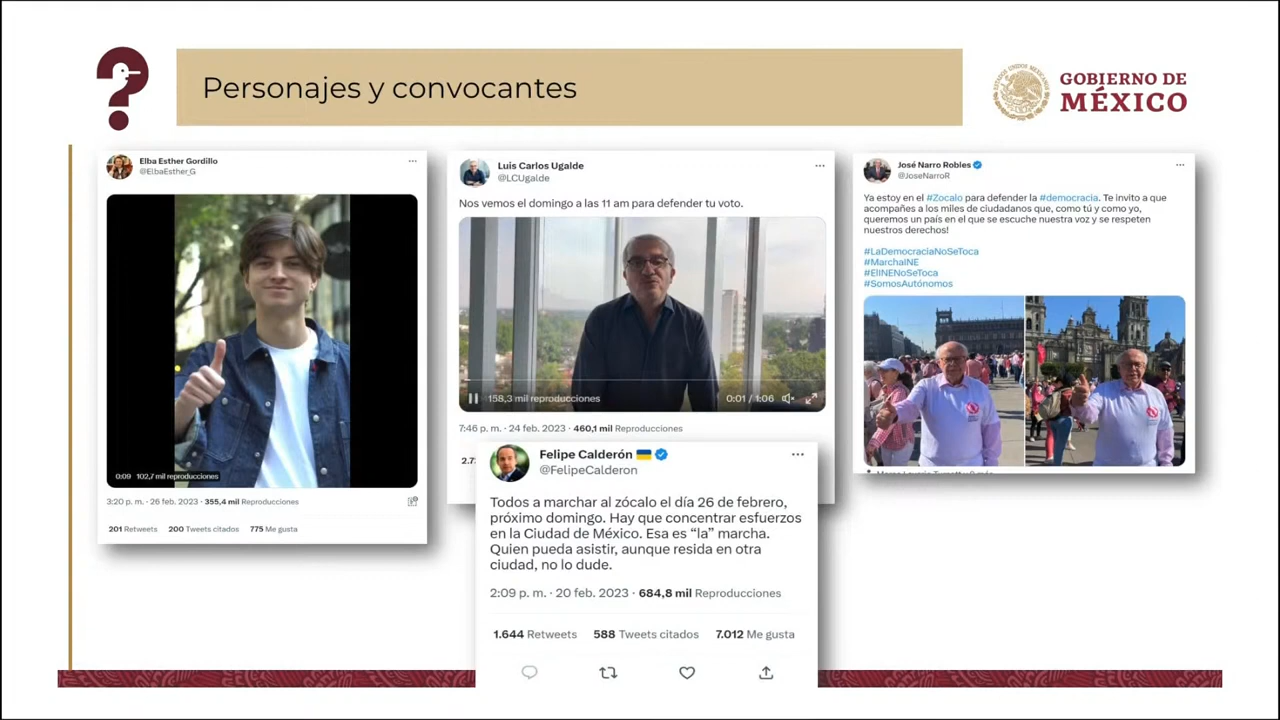 Personajes y convocantes
GOBIERNO DE
MÉXICO
Elba Esther Gordillo
@ElbaEsther_G
0:09 102,7 mil reproducciones
3:20 p. m. · 26 feb. 2023 · 355,4 mil Reproducciones
201 Retweets 200 Tweets citados 775 Me gusta
Luis Carlos Ugalde
@LCUgalde
Nos vemos el domingo a las 11 am para defender tu voto.
158,3 mil reproducciones
0:01 / 1:06
7:46 p. m. · 24 feb. 2023 · 460,1 mil Reproducciones
Felipe Calderón
@FelipeCalderon
Todos a marchar al zócalo el día 26 de febrero,
próximo domingo. Hay que concentrar esfuerzos
en la Ciudad de México. Esa es “la” marcha.
Quien pueda asistir, aunque resida en otra
ciudad, no lo dude.
2:09 p. m. · 20 feb. 2023 · 684,8 mil Reproducciones
1.644 Retweets 588 Tweets citados 7.012 Me gusta
José Narro Robles
@JoseNarroR
Ya estoy en el #Zocalo para defender la #democracia. Te invito a que
acompañes a los miles de ciudadanos que, como tú y como yo,
queremos un país en el que se escuche nuestra voz y se respeten
nuestros derechos!
#LaDemocraciaNoSeToca
#MarchaINE
#ElINENoSeToca
#SomosAutónomos